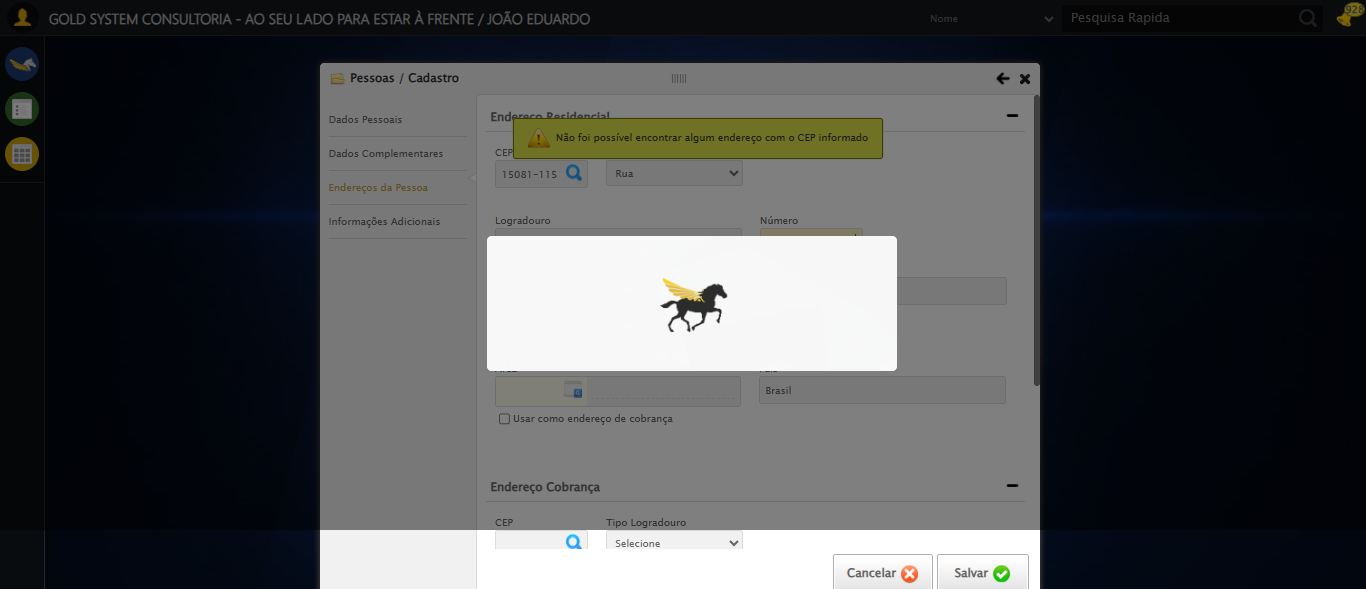 GOLD SYSTEM CONSULTORIA - AO SEU LADO PARA ESTAR À FRENTE / JOÃO EDUARDO
Nome
Pesquisa Rapida
928
Pessoas / Cadastro
Dados Pessoais
Dados Complementares
Endereços da Pessoa
Informações Adicionais
Endereço Residencial
Não foi possível encontrar algum endereço com o CEP informado
CEP
15081-115
Rua
Logradouro
Número
Brasil
Usar como endereço de cobrança
Endereço Cobrança
CEP
Tipo Logradouro
Selecione
Cancelar
Salvar